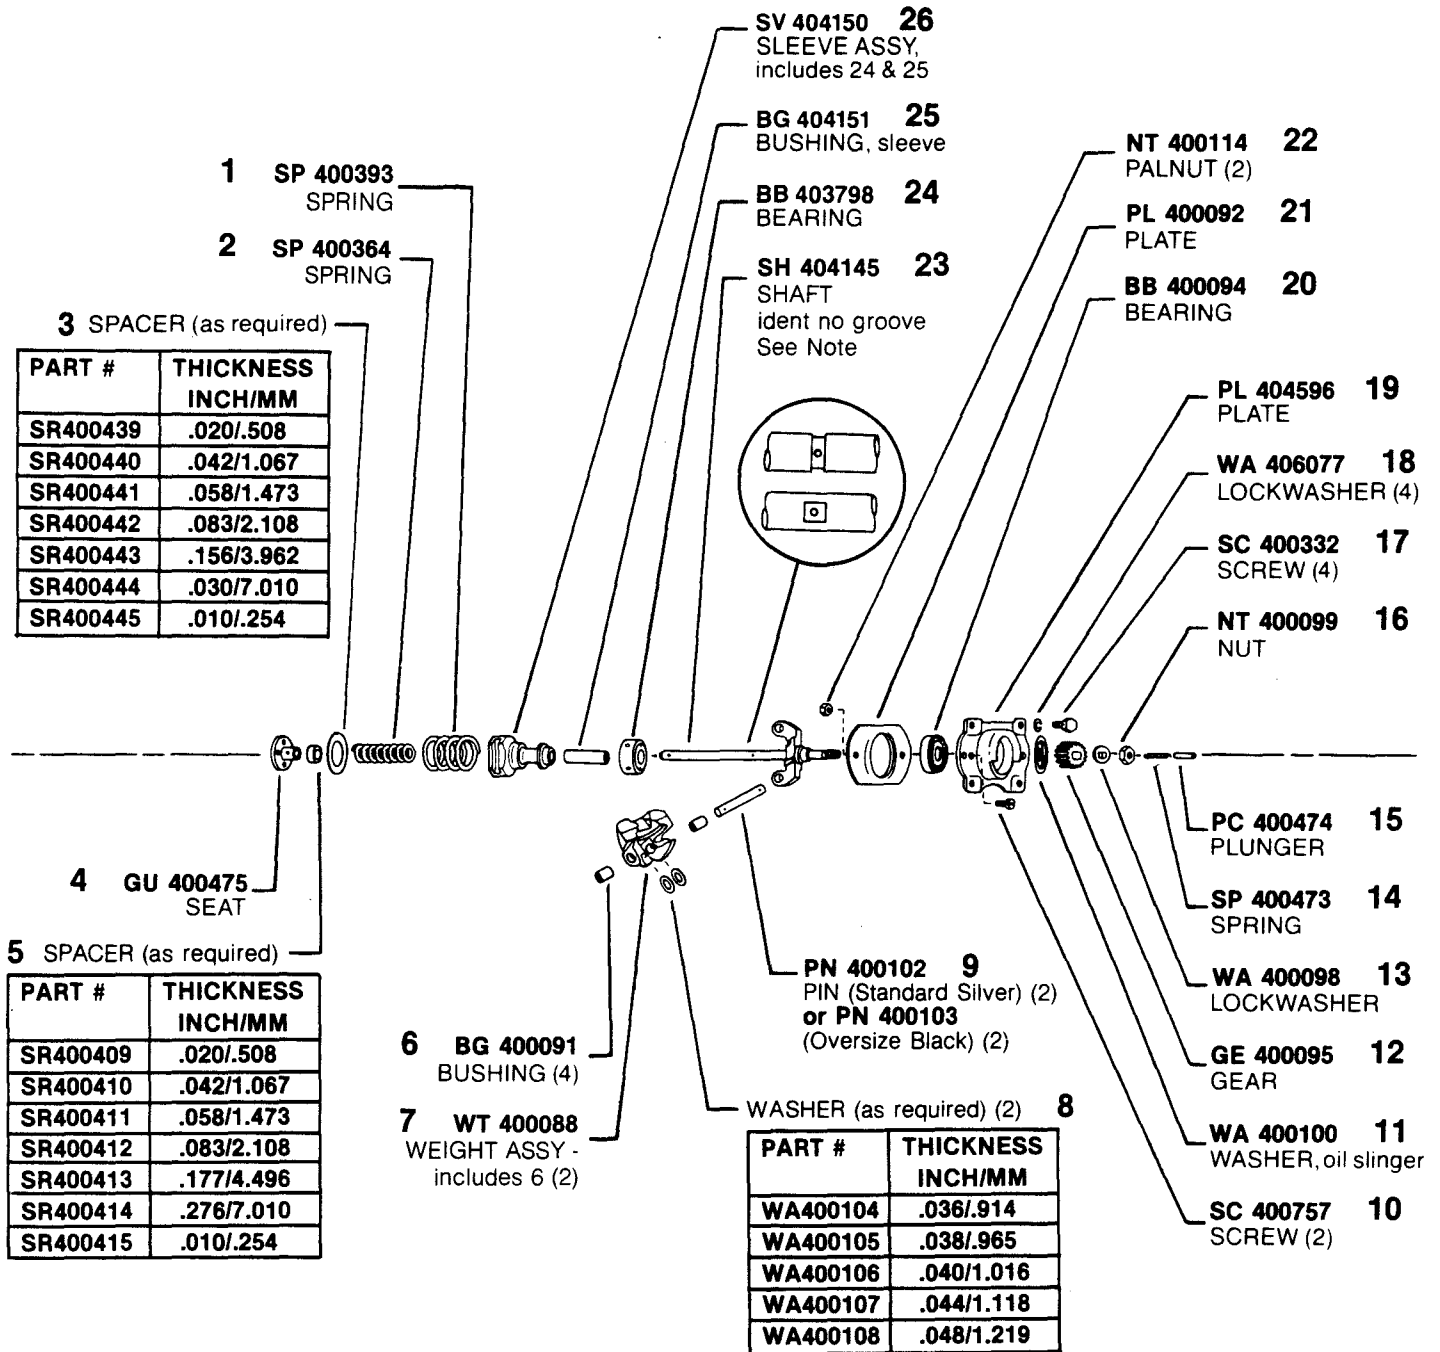 SV 404150 26
SLEEVE ASSY,
includes 24 & 25
BG 404151 25
BUSHING, sleeve
BB 403798 24
BEARING
SH 404145 23
SHAFT
ident no groove
See Note
NT 400114 22
PALNUT (2)
PL 400092 21
PLATE
BB 400094 20
BEARING
PL 404596 19
PLATE
WA 406077 18
LOCKWASHER (4)
SC 400332 17
SCREW (4)
NT 400099 16
NUT
1 SP 400393
SPRING
2 SP 400364
SPRING
3 SPACER (as required)
PART # THICKNESS
INCH/MM
SR400439 .020/.508
SR400440 .042/1.067
SR400441 .058/1.473
SR400442 .083/2.108
SR400443 .156/3.962
SR400444 .030/7.010
SR400445 .010/.254
4 GU 400475
SEAT
5 SPACER (as required)
PART # THICKNESS
INCH/MM
SR400409 .020/.508
SR400410 .042/1.067
SR400411 .058/1.473
SR400412 .083/2.108
SR400413 .177/4.496
SR400414 .276/7.010
SR400415 .010/.254
6 BG 400091
BUSHING (4)
7 WT 400088
WEIGHT ASSY -
includes 6 (2)
PN 400102 9
PIN (Standard Silver) (2)
or PN 400103
(Oversize Black) (2)
WASHER (as required) (2) 8
PART # THICKNESS
INCH/MM
WA400104 .036/.914
WA400105 .038/.965
WA400106 .040/1.016
WA400107 .044/1.118
WA400108 .048/1.219
PC 400474 15
PLUNGER
SP 400473 14
SPRING
WA 400098 13
LOCKWASHER
GE 400095 12
GEAR
WA 400100 11
WASHER, oil slinger
SC 400757 10
SCREW (2)